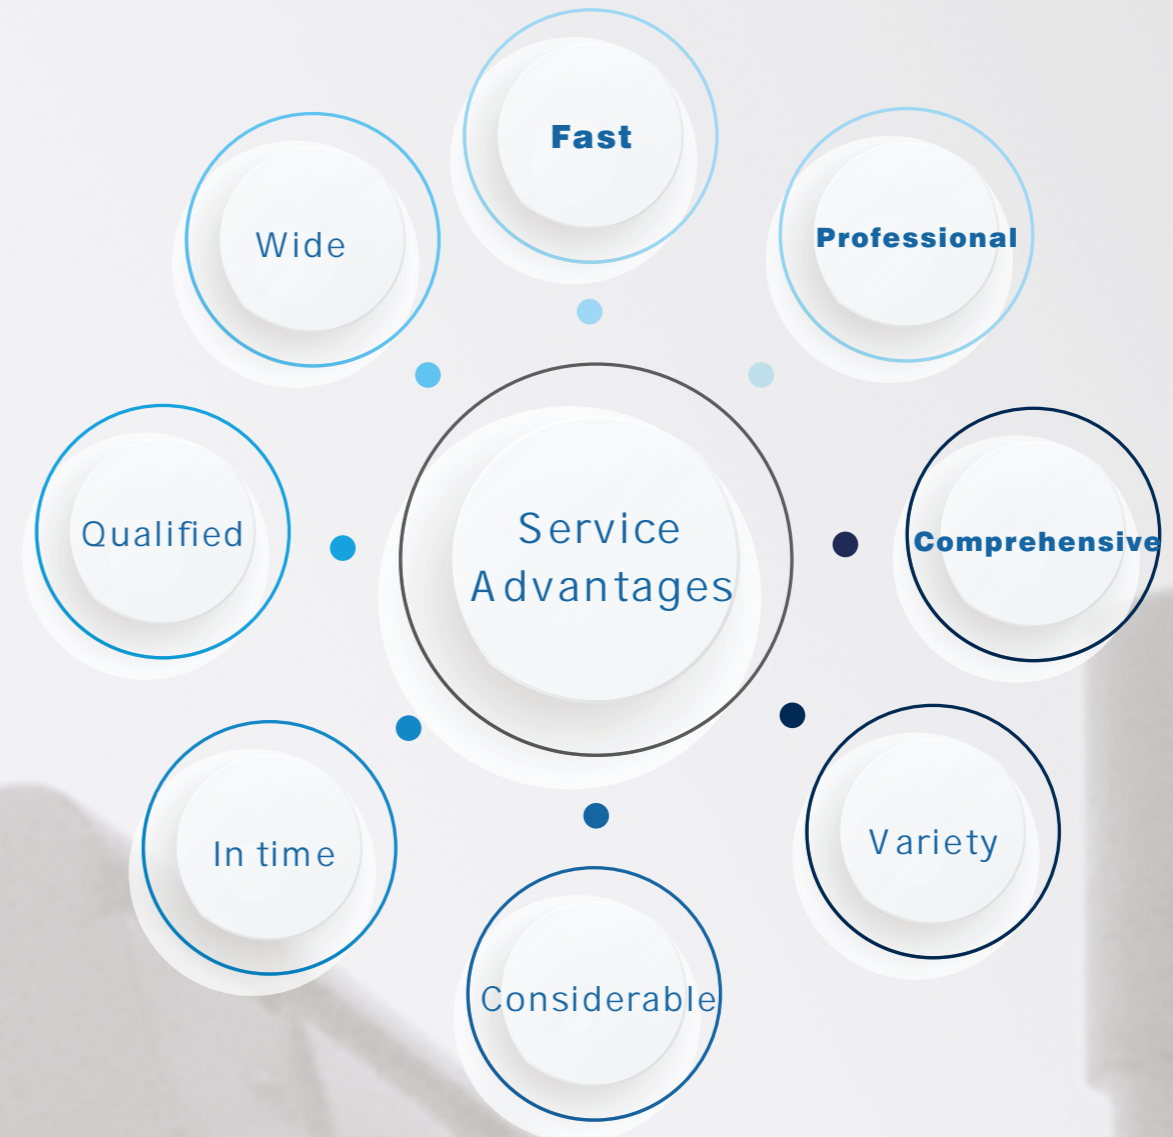 Fast
Wide
Professional
Qualified
Service
Advantages
Comprehensive
In time
Variety
Considerable